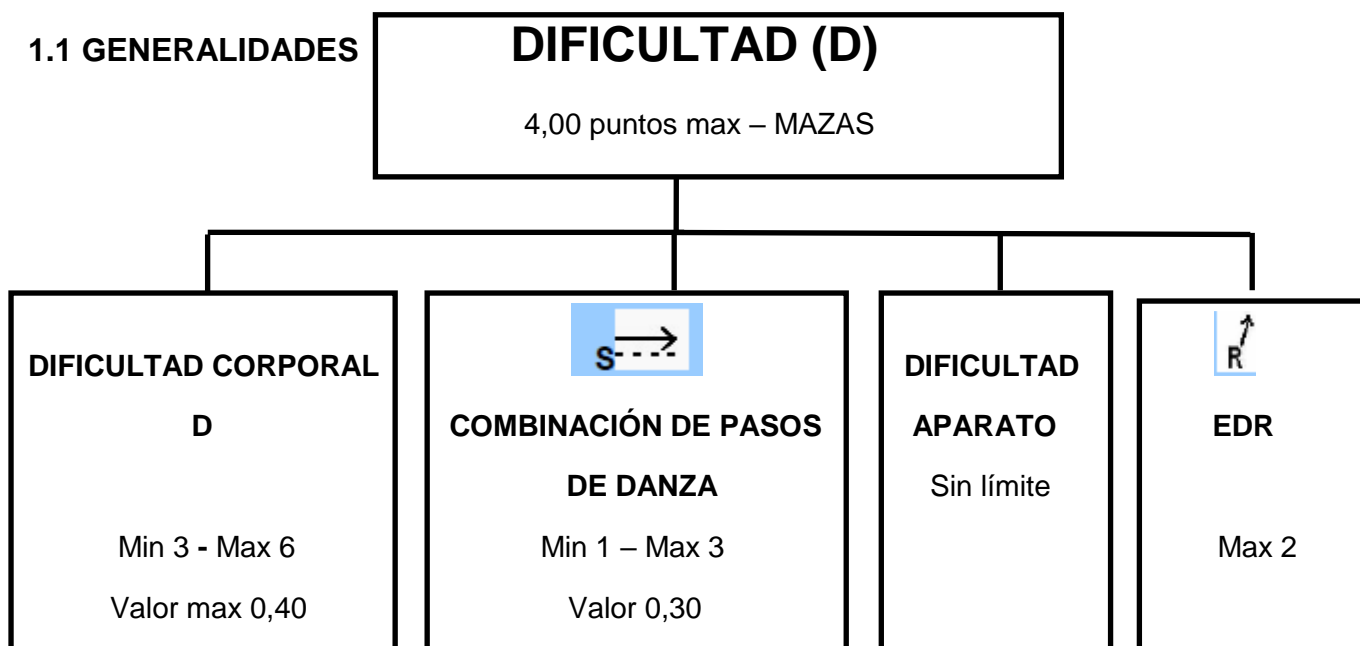 1.1 GENERALIDADES
DIFICULTAD (D)
4,00 puntos max – MAZAS
DIFICULTAD CORPORAL
D
Min 3 - Max 6
Valor max 0,40
S
COMBINACIÓN DE PASOS
DE DANZA
Min 1 – Max 3
Valor 0,30
DIFICULTAD
APARATO
Sin límite
R
EDR
Max 2